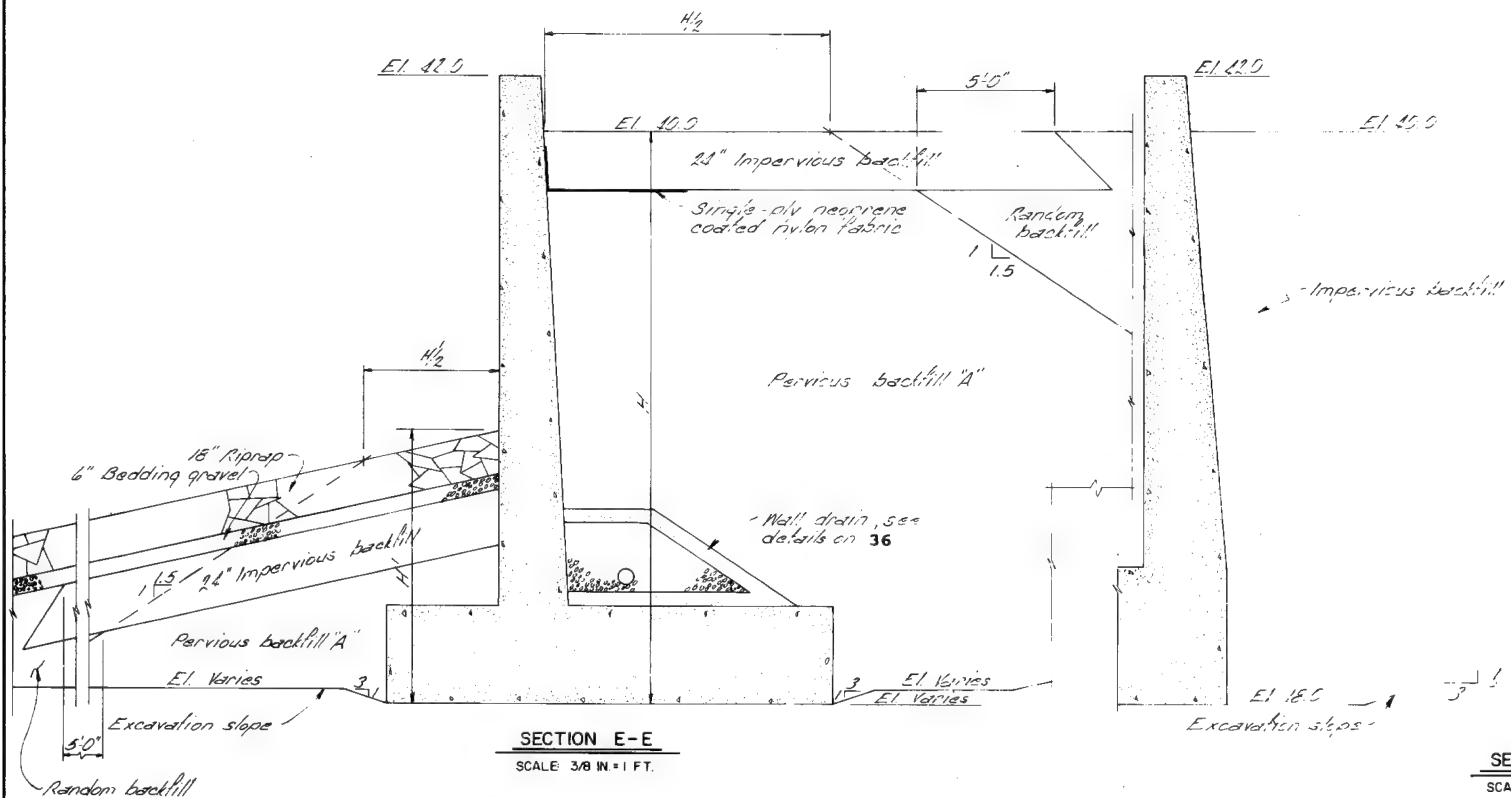 H/2
El. 42.0
5'-0"
El. 42.0
El. 40.0
El. 40.0
24" Impervious backfill
Single-ply neoprene
coated nylon fabric
Random
backfill
1
1.5
Impervious backfill
H/2
H
Pervious backfill "A"
18" Riprap
6" Bedding gravel
Wall drain, see
details on 36
1
1.5
24" Impervious backfill
H
Pervious backfill "A"
El. Varies
3
1
1
3
El. Varies
El. Varies
El. 18.0
3
1
Excavation slope
Excavation slope
5'-0"
Random backfill
SECTION E-E
SCALE: 3/8 IN. = 1 FT.
SE
SCA